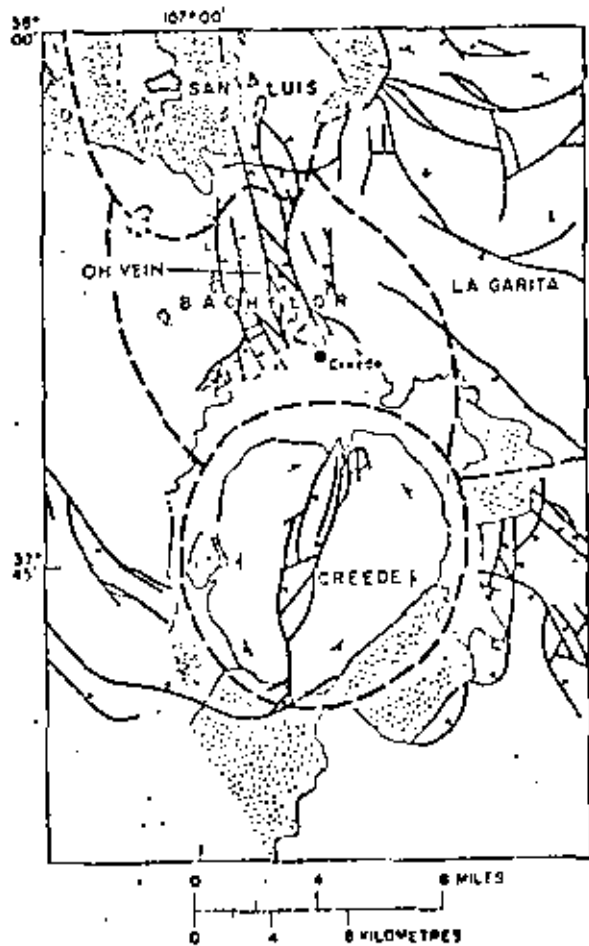 38°
00'
107°00'
SAN LUIS
OH VEIN
LA GARITA
BACHELOR
Creede
37°
45'
CREEDE
0 4 8 MILES
0 4 8 KILOMETRES